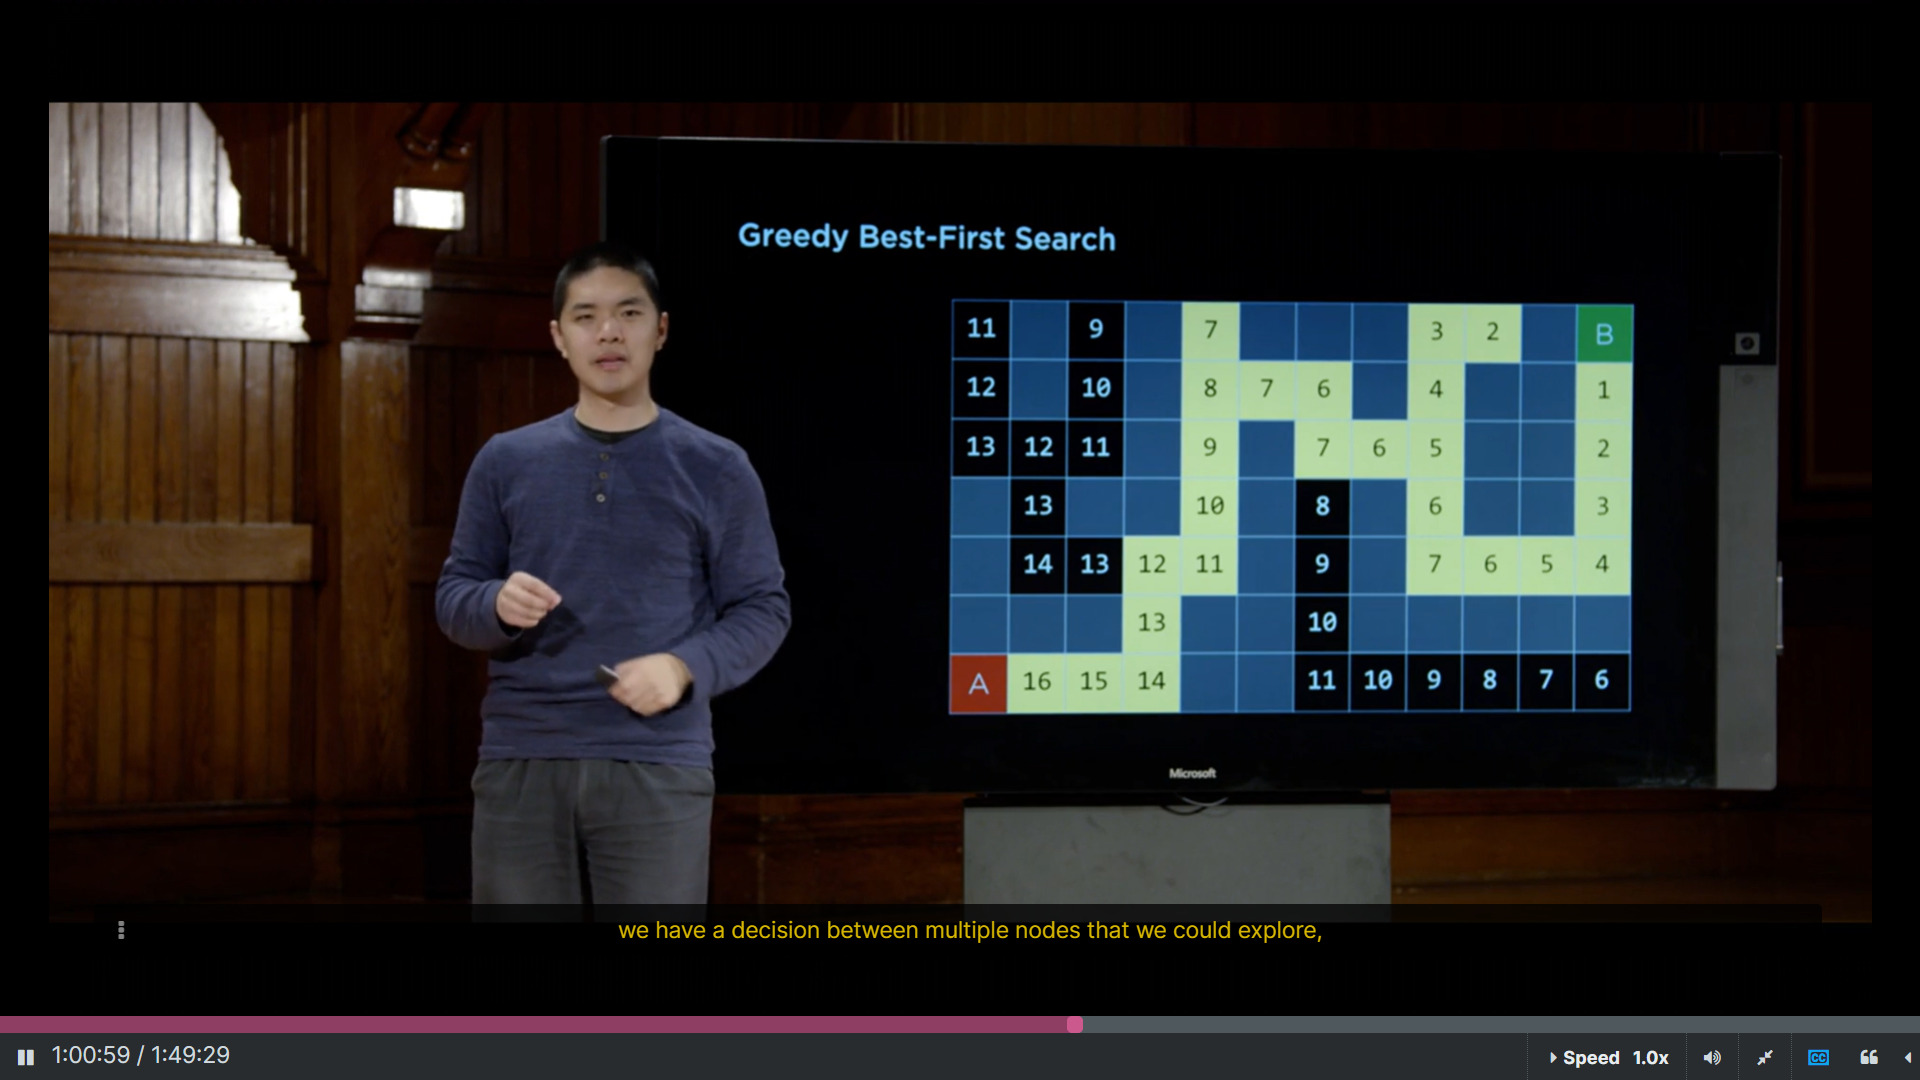 Greedy Best-First Search
11 9 7 3 2 B
12 10 8 7 6 4 1
13 12 11 9 7 6 5 2
13 10 8 6 3
14 13 12 11 9 7 6 5 4
13 10
A 16 15 14 11 10 9 8 7 6
Microsoft
we have a decision between multiple nodes that we could explore,
1:00:59 / 1:49:29
Speed 1.0x
CC